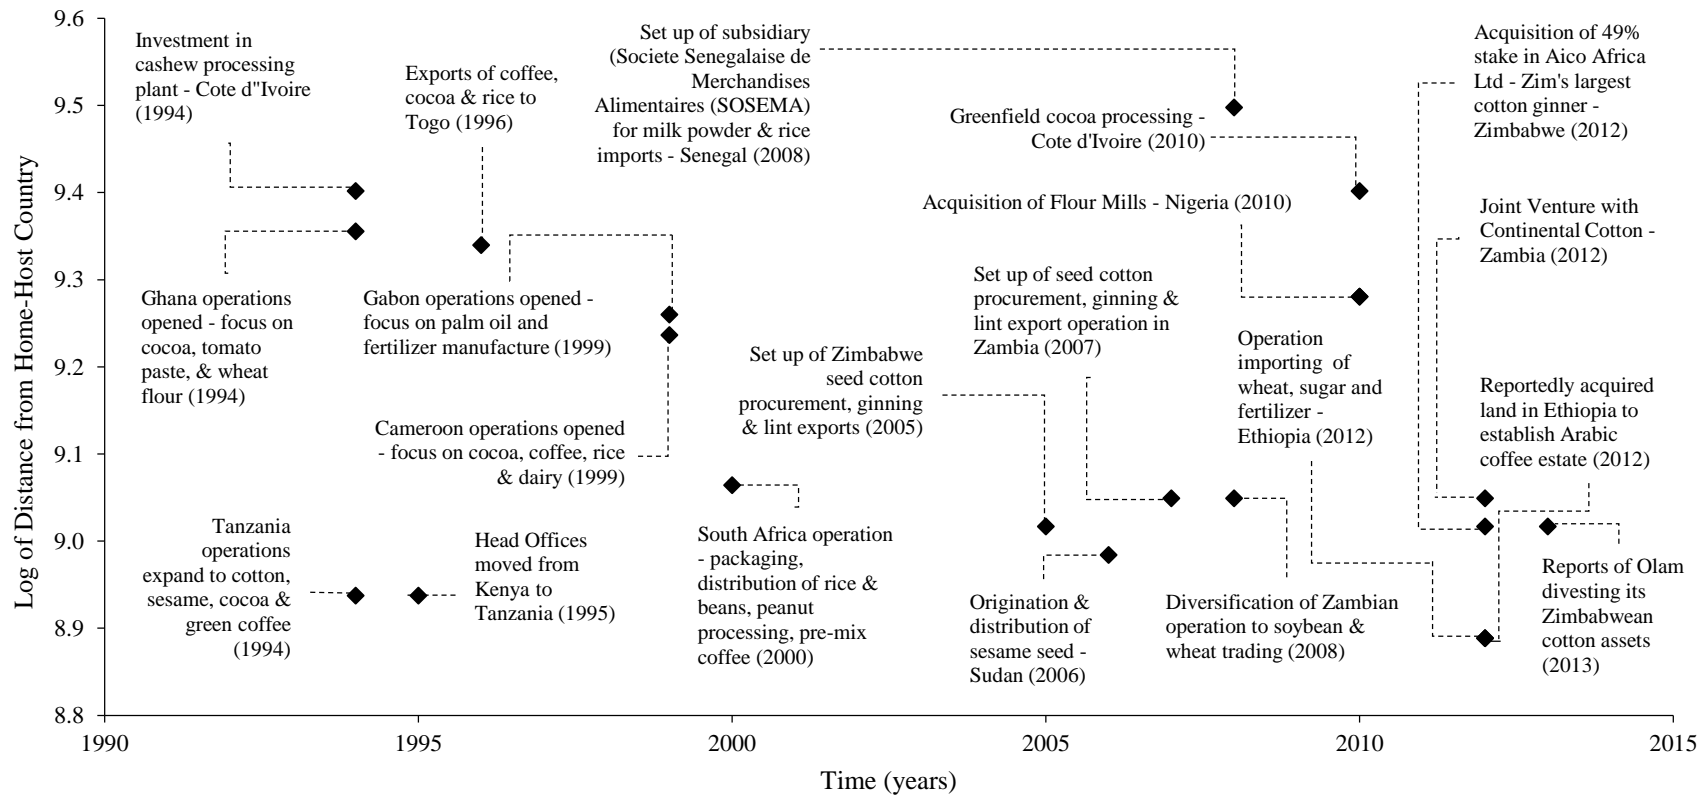 9.6
9.5
9.4
9.3
9.2
9.1
9.0
8.9
8.8
Log of Distance from Home-Host Country
Investment in
cashew processing
plant - Cote d"Ivoire
(1994)
Exports of coffee,
cocoa & rice to
Togo (1996)
Set up of subsidiary
(Societe Senegalaise de
Merchandises
Alimentaires (SOSEMA)
for milk powder & rice
imports - Senegal (2008)
Greenfield cocoa processing -
Cote d'Ivoire (2010)
Acquisition of 49%
stake in Aico Africa
Ltd - Zim's largest
cotton ginner -
Zimbabwe (2012)
Acquisition of Flour Mills - Nigeria (2010)
Joint Venture with
Continental Cotton -
Zambia (2012)
Ghana operations
opened - focus on
cocoa, tomato
paste, & wheat
flour (1994)
Gabon operations opened -
focus on palm oil and
fertilizer manufacture (1999)
Set up of seed cotton
procurement, ginning &
lint export operation in
Zambia (2007)
Operation
importing of
wheat, sugar and
fertilizer -
Ethiopia (2012)
Set up of Zimbabwe
seed cotton
procurement, ginning
& lint exports (2005)
Reportedly acquired
land in Ethiopia to
establish Arabic
coffee estate (2012)
Cameroon operations opened
- focus on cocoa, coffee, rice
& dairy (1999)
Tanzania
operations
expand to cotton,
sesame, cocoa &
green coffee
(1994)
Head Offices
moved from
Kenya to
Tanzania (1995)
South Africa operation
- packaging,
distribution of rice &
beans, peanut
processing, pre-mix
coffee (2000)
Origination &
distribution of
sesame seed -
Sudan (2006)
Diversification of Zambian
operation to soybean &
wheat trading (2008)
Reports of Olam
divesting its
Zimbabwean
cotton assets
(2013)
1990
1995
2000
2005
2010
2015
Time (years)